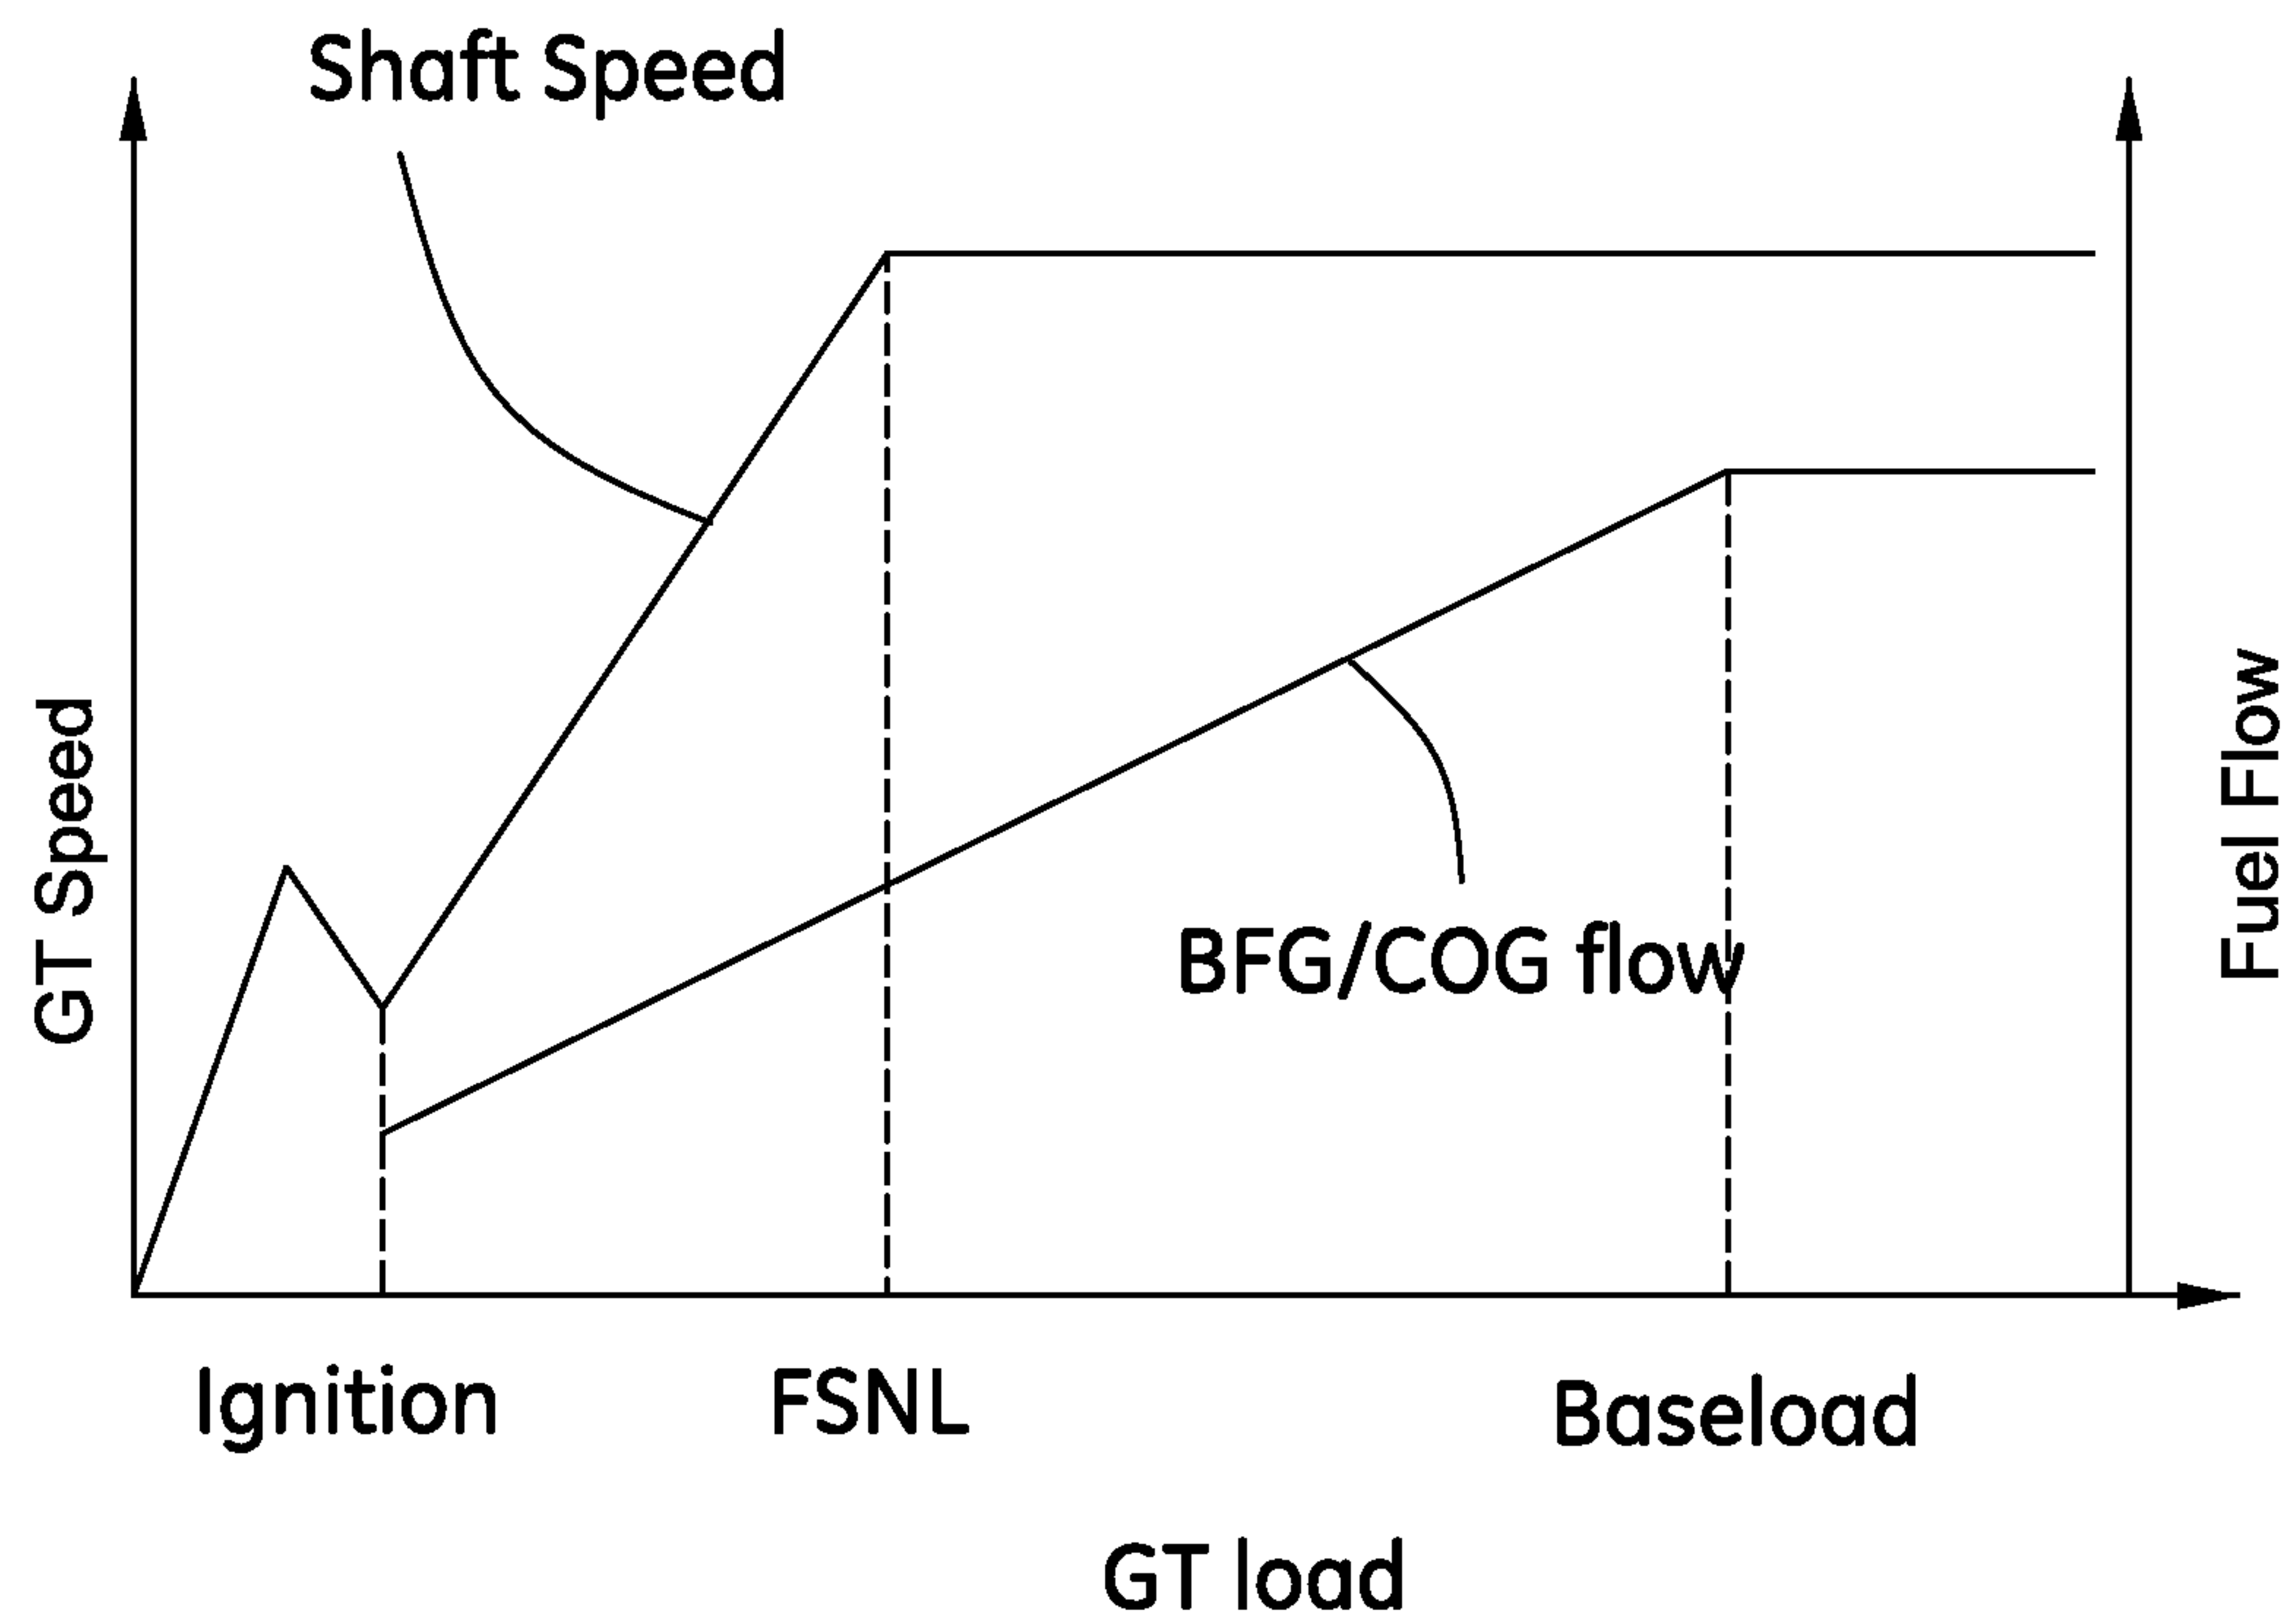 Shaft Speed
GT Speed
Fuel Flow
BFG/COG flow
Ignition
FSNL
Baseload
GT load